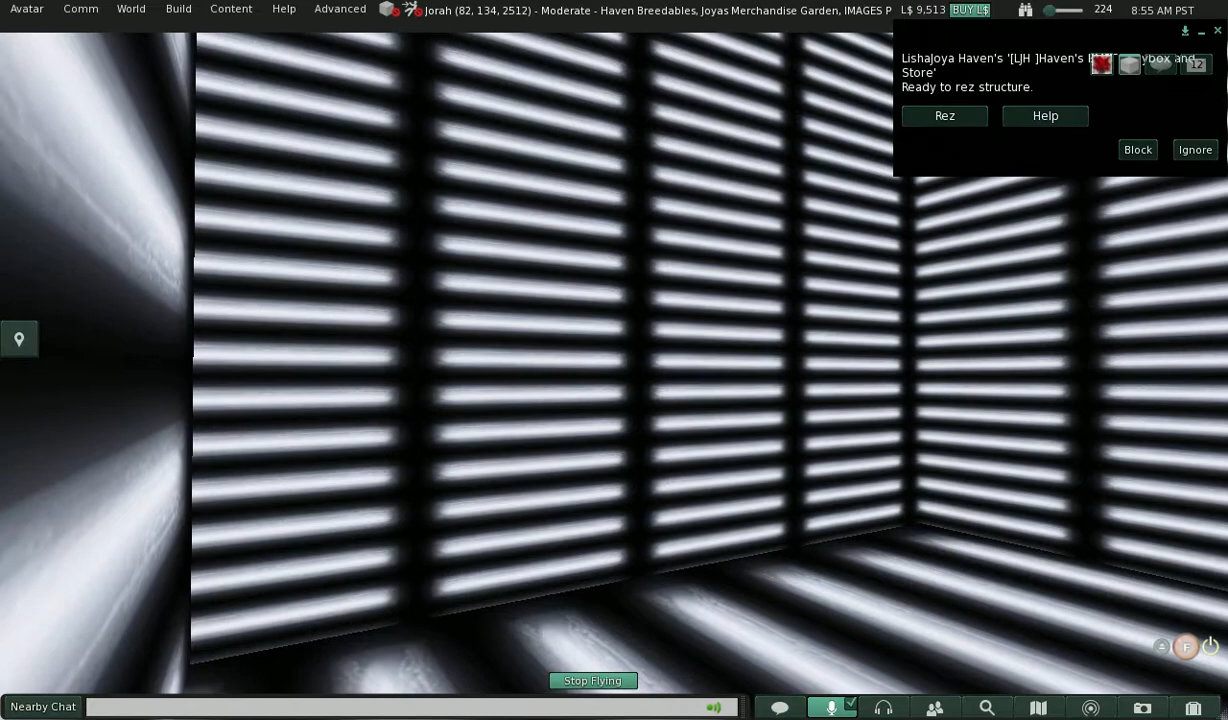 Avatar Comm World Build Content Help Advanced
Jorah (82, 134, 2512) - Moderate - Haven Breedables, Joyas Merchandise Garden, IMAGES P
L$ 9,513 BUY L$
224
8:55 AM PST
LishaJoya Haven's '[LJH ]Haven's and
Store'
12
Ready to rez structure.
Rez Help
Block Ignore
F
Stop Flying
Nearby Chat